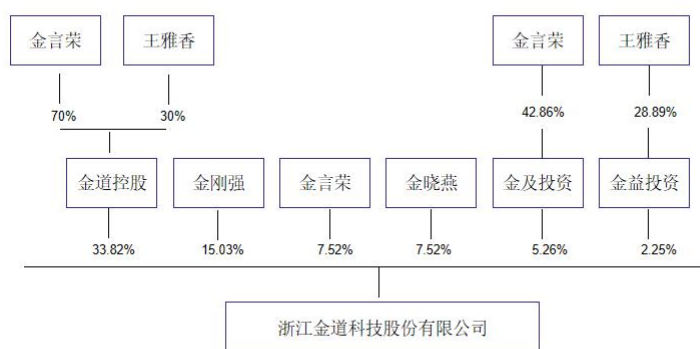 金言荣 王雅香 金言荣 王雅香
70% 30% 42.86% 28.89%
金道控股 金刚强 金言荣 金晓燕 金及投资 金益投资
33.82% 15.03% 7.52% 7.52% 5.26% 2.25%
浙江金道科技股份有限公司